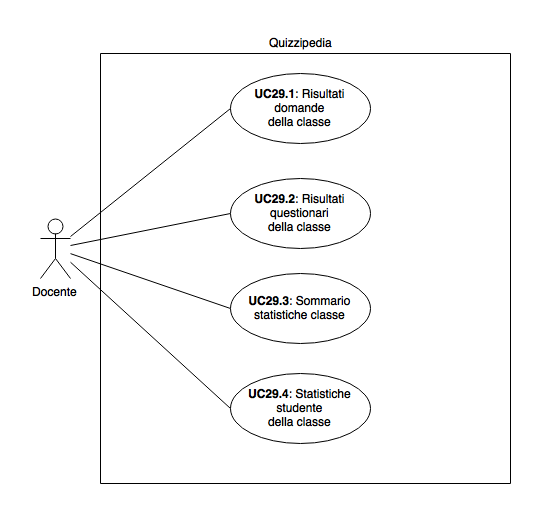 Quizzipedia
UC29.1: Risultati
domande
della classe
UC29.2: Risultati
questionari
della classe
Docente
UC29.3: Sommario
statistiche classe
UC29.4: Statistiche
studente
della classe